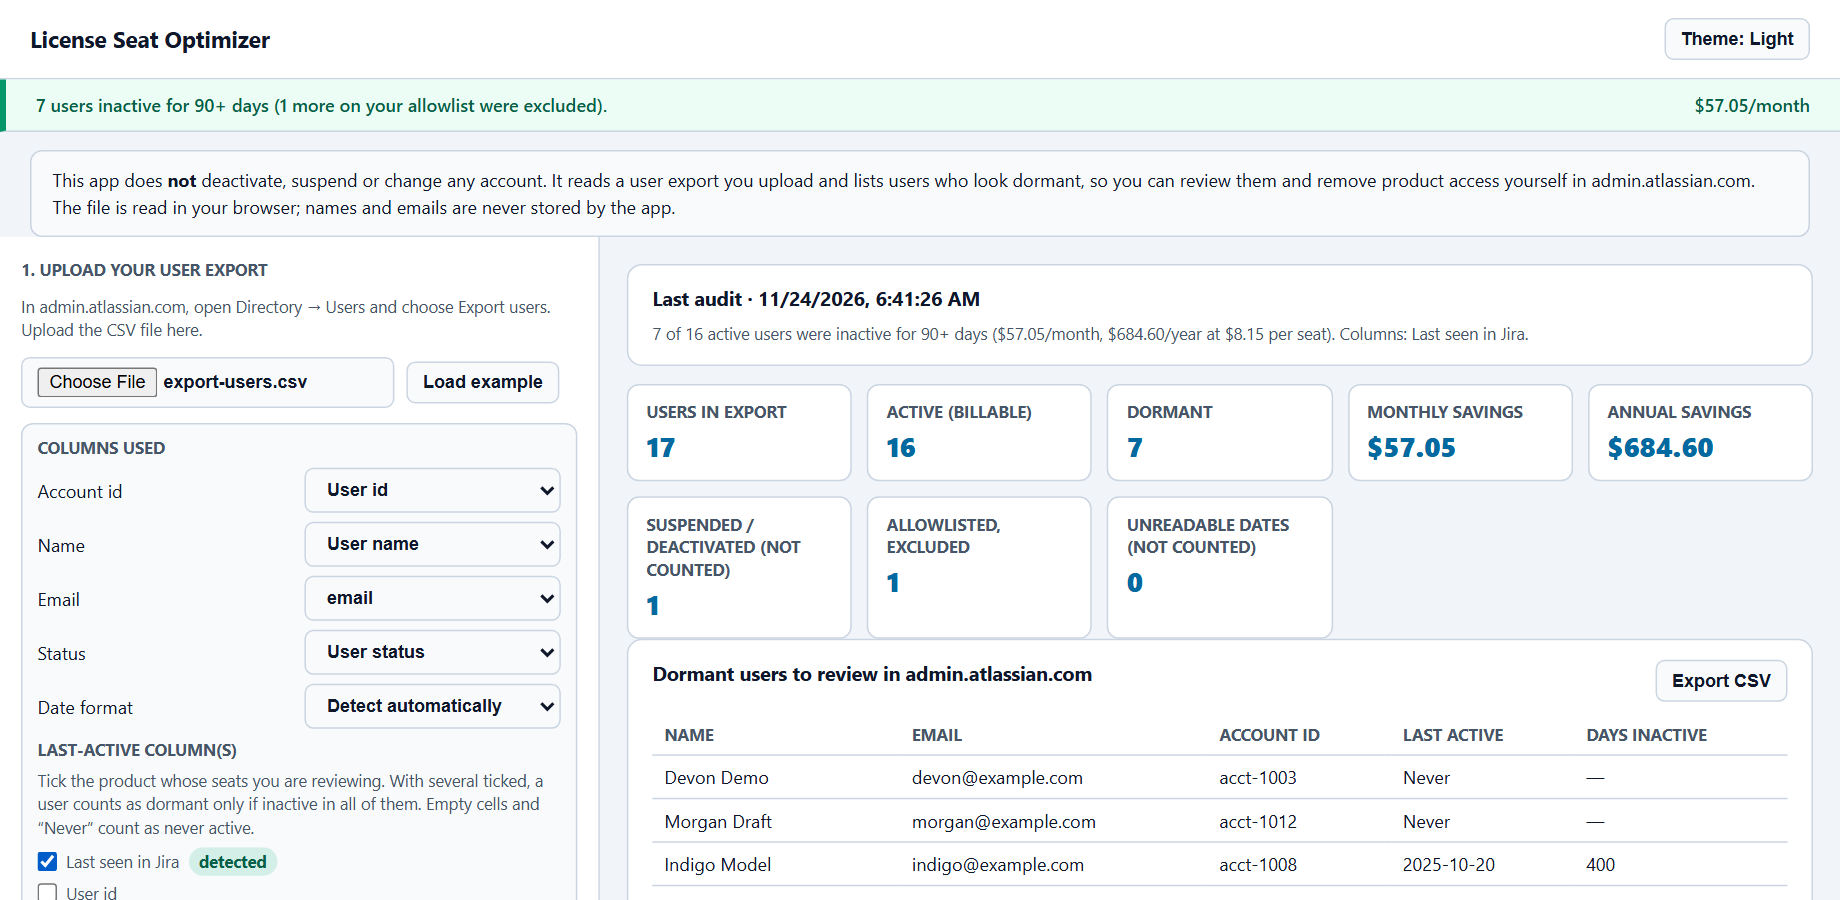 License Seat Optimizer
Theme: Light
7 users inactive for 90+ days (1 more on your allowlist were excluded).
$57.05/month
This app does not deactivate, suspend or change any account. It reads a user export you upload and lists users who look dormant, so you can review them and remove product access yourself in admin.atlassian.com.
The file is read in your browser; names and emails are never stored by the app.
1. UPLOAD YOUR USER EXPORT
In admin.atlassian.com, open Directory → Users and choose Export users.
Upload the CSV file here.
Choose File export-users.csv
Load example
COLUMNS USED
Account id
User id
Name
User name
Email
email
Status
User status
Date format
Detect automatically
LAST-ACTIVE COLUMN(S)
Tick the product whose seats you are reviewing. With several ticked, a
user counts as dormant only if inactive in all of them. Empty cells and
“Never” count as never active.
Last seen in Jira detected
User id
Last audit · 11/24/2026, 6:41:26 AM
7 of 16 active users were inactive for 90+ days ($57.05/month, $684.60/year at $8.15 per seat). Columns: Last seen in Jira.
USERS IN EXPORT
17
ACTIVE (BILLABLE)
16
DORMANT
7
MONTHLY SAVINGS
$57.05
ANNUAL SAVINGS
$684.60
SUSPENDED /
DEACTIVATED (NOT
COUNTED)
1
ALLOWLISTED,
EXCLUDED
1
UNREADABLE DATES
(NOT COUNTED)
0
Dormant users to review in admin.atlassian.com
Export CSV
NAME EMAIL ACCOUNT ID LAST ACTIVE DAYS INACTIVE
Devon Demo devon@example.com acct-1003 Never —
Morgan Draft morgan@example.com acct-1012 Never —
Indigo Model indigo@example.com acct-1008 2025-10-20 400